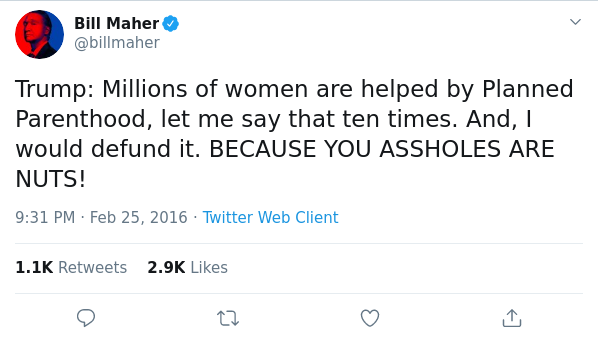 Bill Maher
@billmaher
Trump: Millions of women are helped by Planned
Parenthood, let me say that ten times. And, I
would defund it. BECAUSE YOU ASSHOLES ARE
NUTS!
9:31 PM · Feb 25, 2016 · Twitter Web Client
1.1K Retweets 2.9K Likes